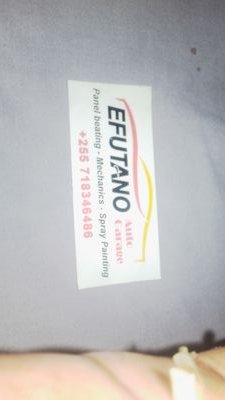 EFUTANO
Auto
Garage
Panel beating - Mechanics - Spray Painting
+255 718346486